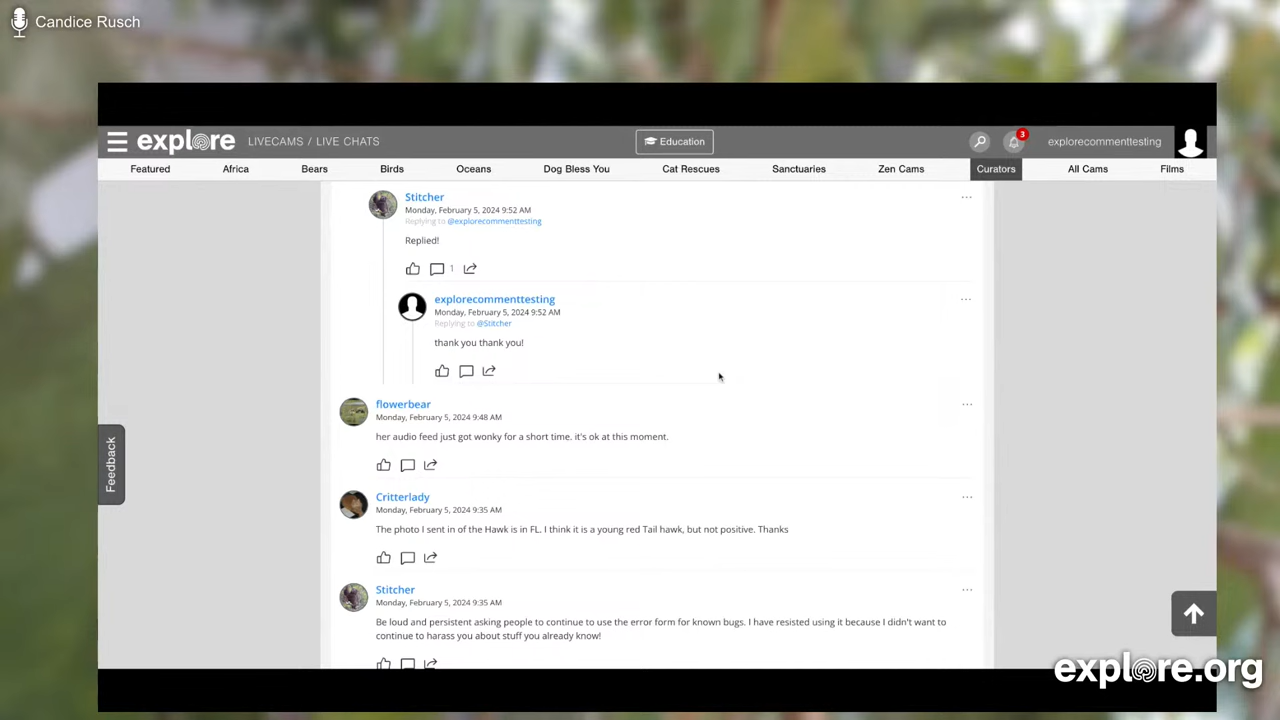 Candice Rusch
explore LIVECAMS / LIVE CHATS Education 3 explorecommenttesting
Featured Africa Bears Birds Oceans Dog Bless You Cat Rescues Sanctuaries Zen Cams Curators All Cams Films
Stitcher
Monday, February 5, 2024 9:52 AM
Replying to @explorecommenttesting
Replied!
1
explorecommenttesting
Monday, February 5, 2024 9:52 AM
Replying to @Stitcher
thank you thank you!
flowerbear
Monday, February 5, 2024 9:48 AM
her audio feed just got wonky for a short time. it's ok at this moment.
Feedback
Critterlady
Monday, February 5, 2024 9:35 AM
The photo I sent in of the Hawk is in FL. I think it is a young red Tail hawk, but not positive. Thanks
Stitcher
Monday, February 5, 2024 9:35 AM
Be loud and persistent asking people to continue to use the error form for known bugs. I have resisted using it because I didn't want to
continue to harass you about stuff you already know!
explore.org